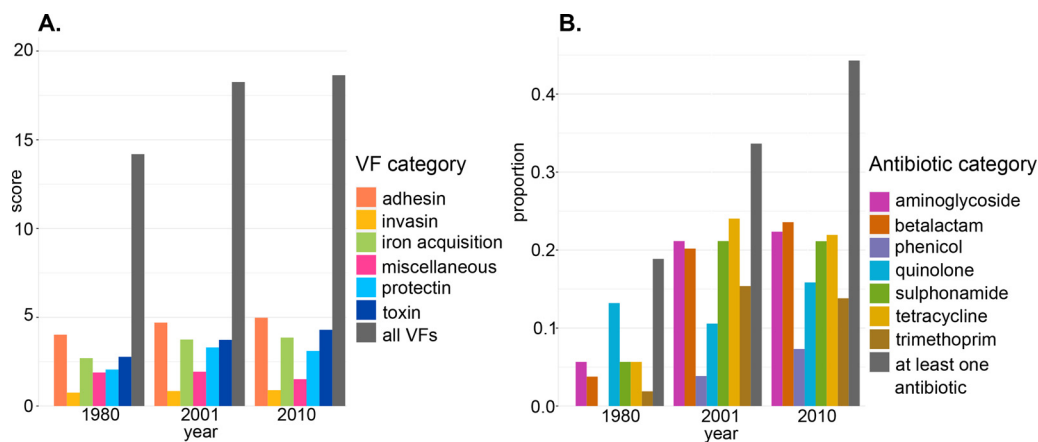 A.
20
15
10
5
0
score
1980
2001
2010
year
VF category
adhesin
invasin
iron acquisition
miscellaneous
protectin
toxin
all VFs
B.
0.4
0.3
0.2
0.1
0.0
proportion
1980
2001
2010
year
Antibiotic category
aminoglycoside
betalactam
phenicol
quinolone
sulphonamide
tetracycline
trimethoprim
at least one
antibiotic